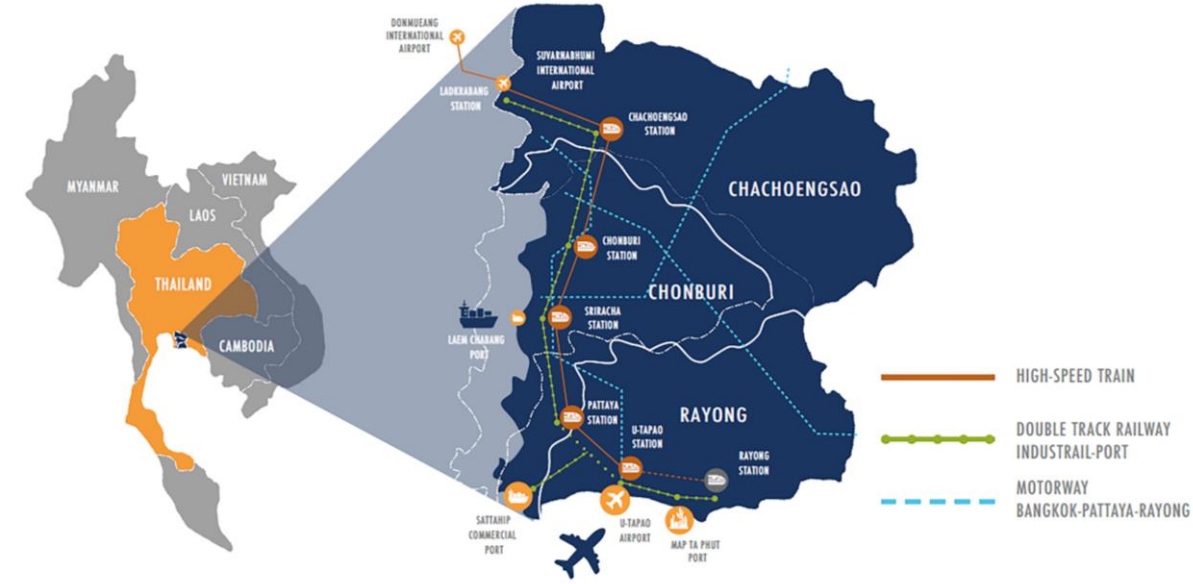 DONMUEANG
INTERNATIONAL
AIRPORT
SUVARNABHUMI
INTERNATIONAL
AIRPORT
LADKRABANG
STATION
CHACHOENGSAO
STATION
MYANMAR
VIETNAM
LAOS
THAILAND
CAMBODIA
CHACHOENGSAO
CHONBURI
STATION
CHONBURI
SRIRACHA
STATION
LAEM CHABANG
PORT
PATTAYA
STATION
RAYONG
U-TAPAO
STATION
RAYONG
STATION
SATTAHIP
COMMERCIAL
PORT
U-TAPAO
AIRPORT
MAP TA PHUT
PORT
HIGH-SPEED TRAIN
DOUBLE TRACK RAILWAY
INDUSTRAIL-PORT
MOTORWAY
BANGKOK-PATTAYA-RAYONG